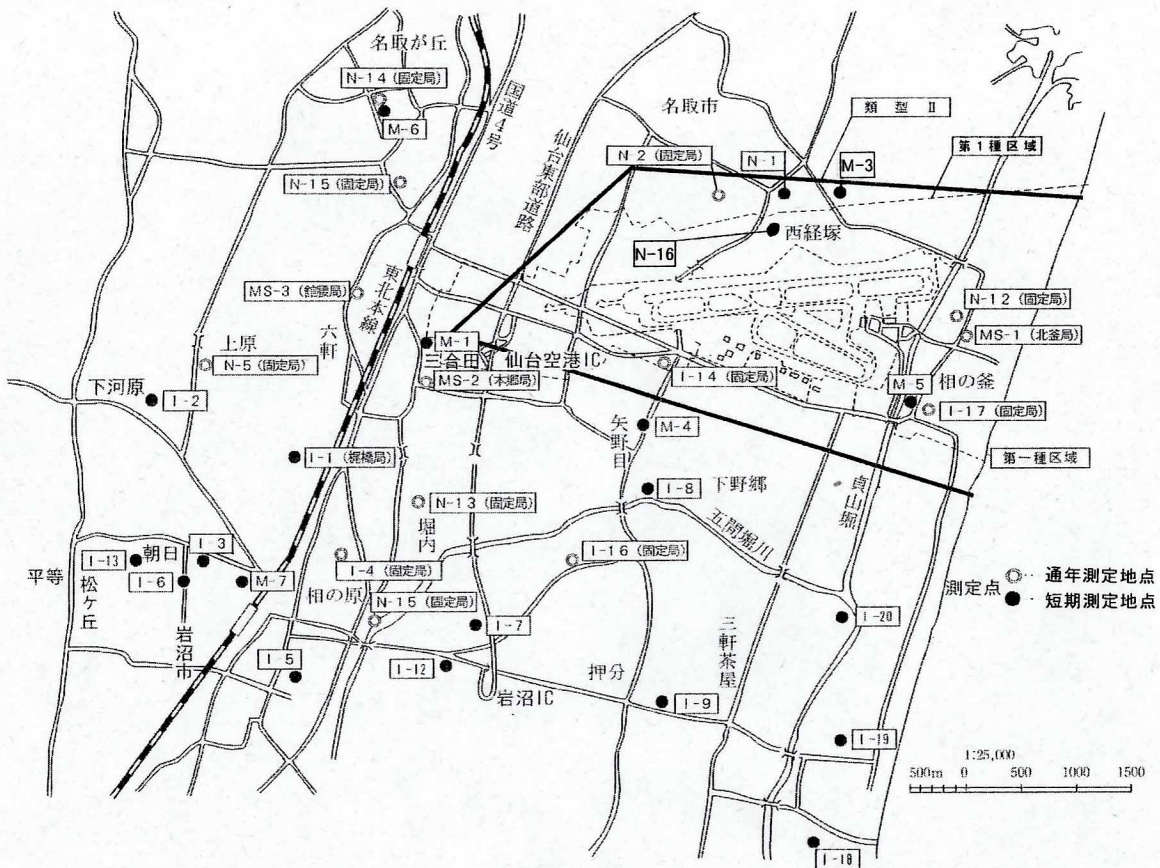 名取が丘
N-14 (固定局)
M-6
国道4号
N-15 (固定局)
仙台東部道路
名取市
類型 Ⅱ
N-2 (固定局)
N-1
M-3
第1種区域
N-16
西経塚
MS-3 (館腰局)
東北本線
六軒
上原
N-5 (固定局)
下河原
I-2
M-1
三合田
仙台空港IC
MS-2 (本郷局)
I-14 (固定局)
N-12 (固定局)
MS-1 (北釜局)
M-5
相の釜
I-17 (固定局)
矢野目
M-4
I-1 (梶橋局)
第一種区域
貞山堀
I-8
下野郷
N-13 (固定局)
堀内
五間堀川
I-16 (固定局)
I-3
朝日
I-13
I-6
M-7
平等
松ケ丘
岩沼市
I-4 (固定局)
相の原
N-15 (固定局)
I-7
I-5
I-12
岩沼IC
押分
三軒茶屋
I-9
I-20
I-19
I-18
測定点
◎ ‥ 通年測定地点
● ‥ 短期測定地点
1:25,000
500m 0 500 1000 1500